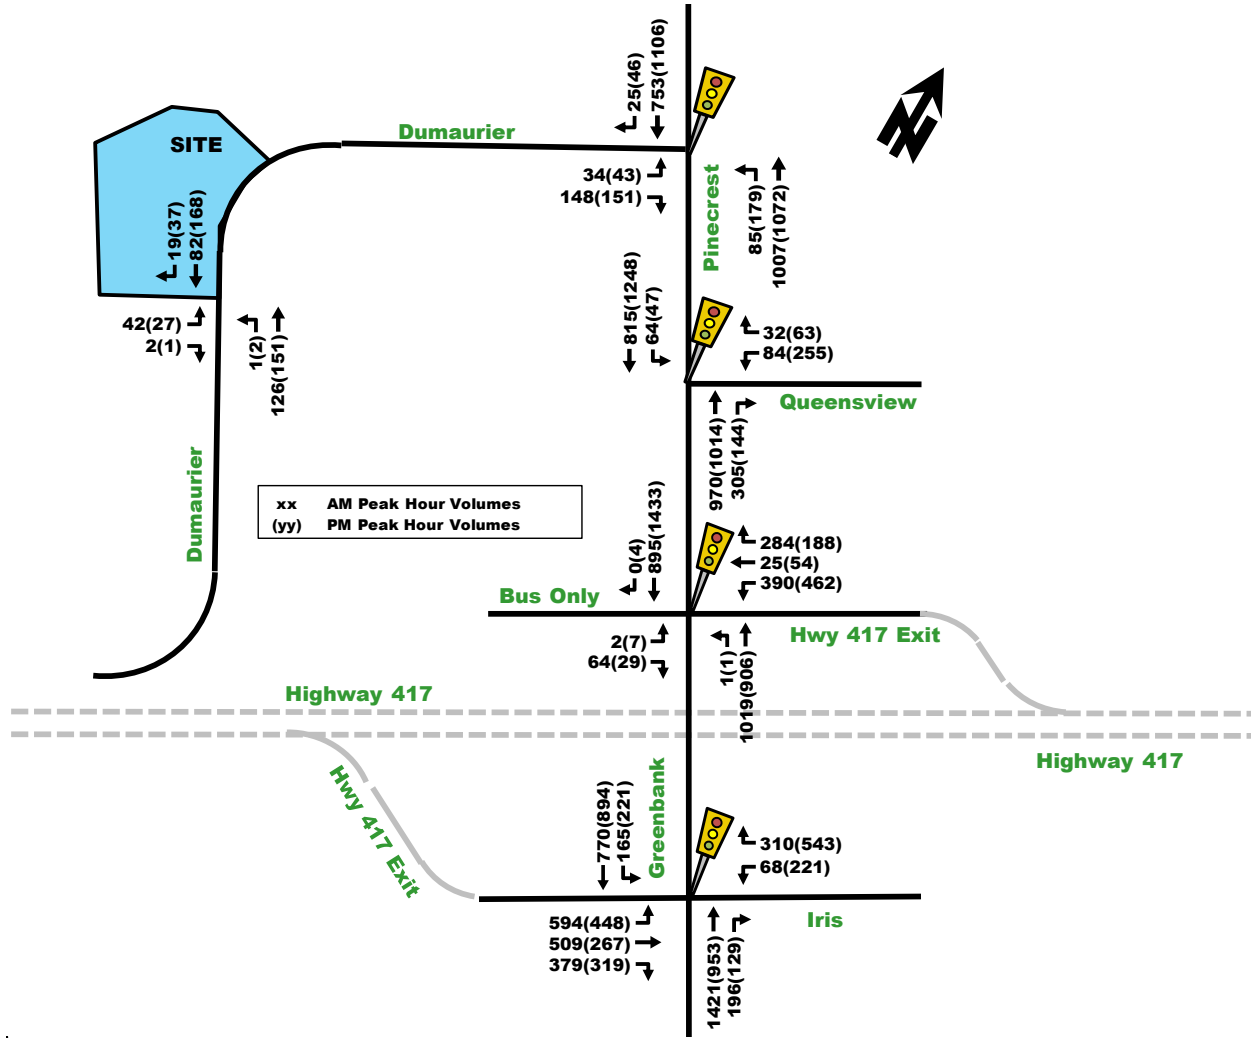 25(46)
753(1106)
Dumaurier
SITE
34(43)
148(151)
Pinecrest
85(179)
1007(1072)
19(37)
82(168)
42(27)
2(1)
1(2)
126(151)
815(1248)
64(47)
32(63)
84(255)
Queensview
970(1014)
305(144)
Dumaurier
xx AM Peak Hour Volumes
(yy) PM Peak Hour Volumes
0(4)
895(1433)
284(188)
25(54)
390(462)
Bus Only
Hwy 417 Exit
2(7)
64(29)
1(1)
1019(906)
Highway 417
Highway 417
Hwy 417 Exit
770(894)
165(221)
Greenbank
310(543)
68(221)
Iris
594(448)
509(267)
379(319)
1421(953)
196(129)